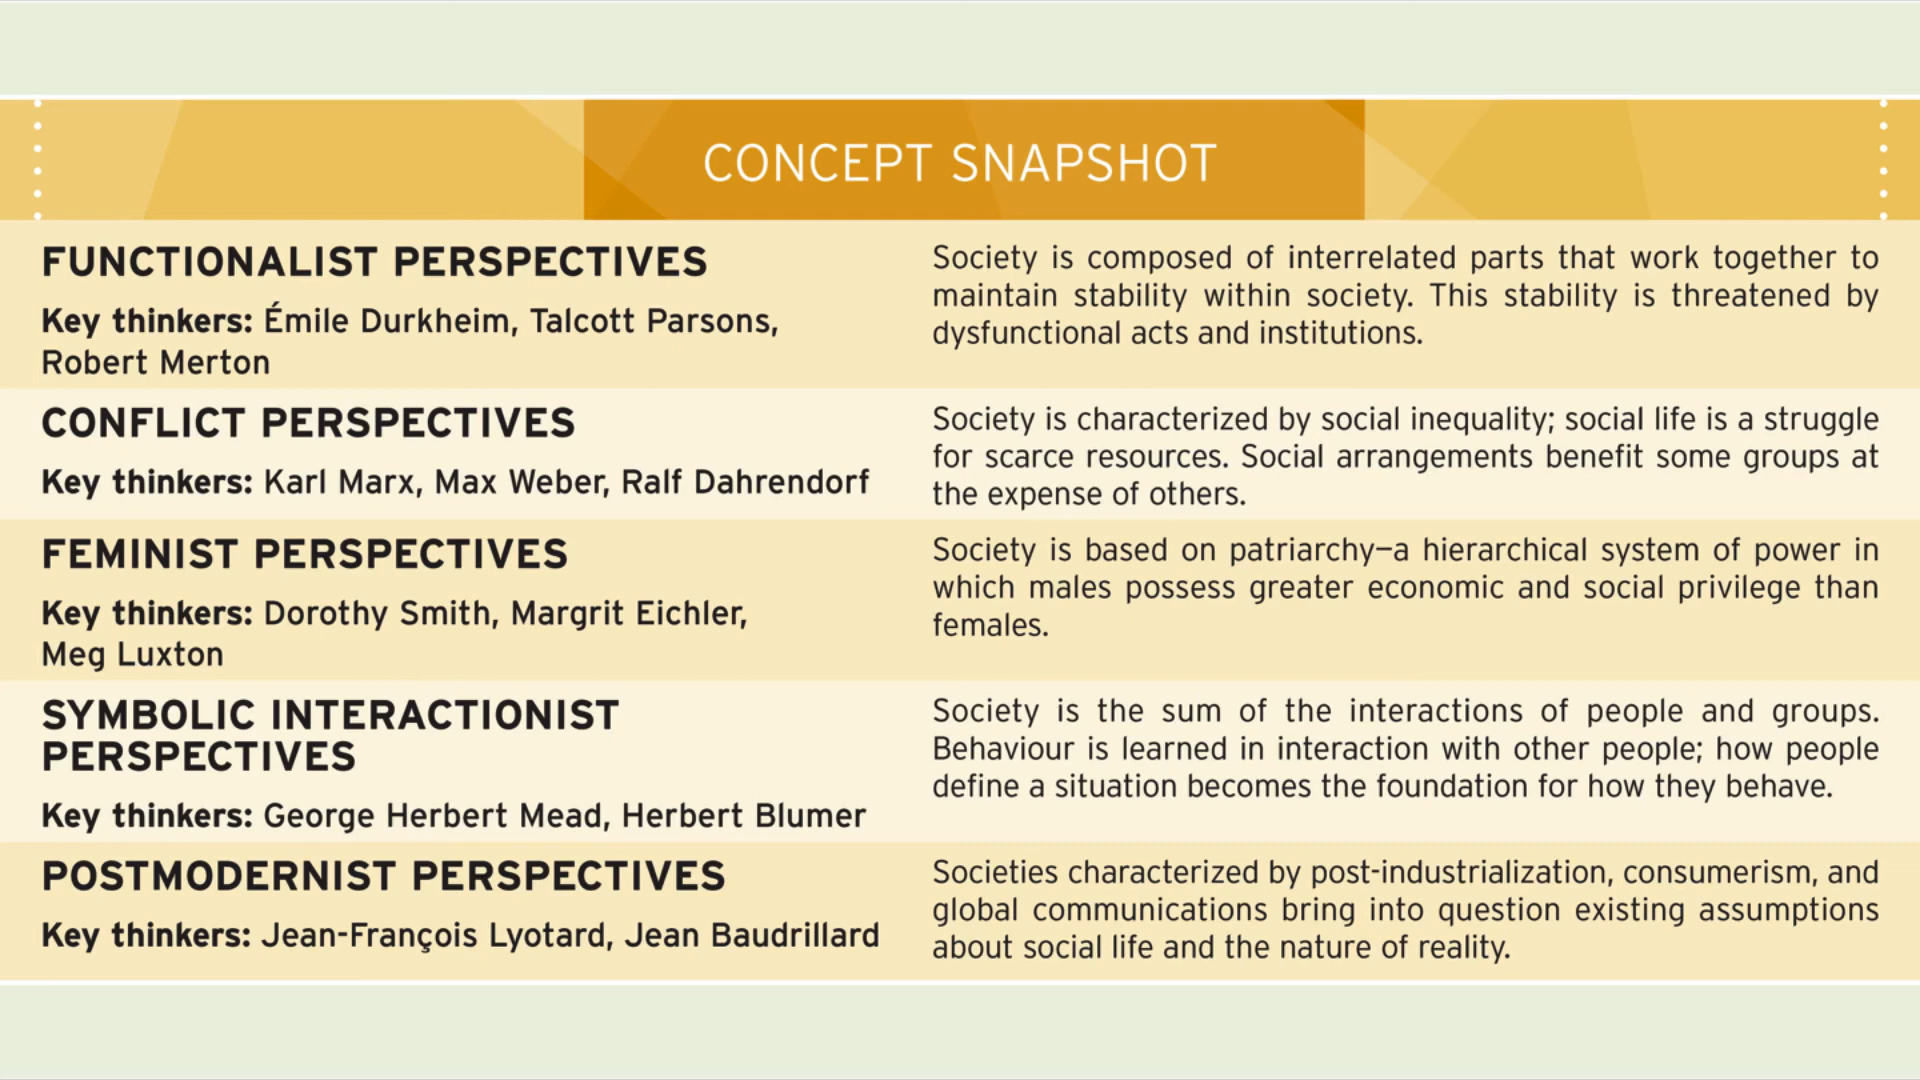 CONCEPT SNAPSHOT
FUNCTIONALIST PERSPECTIVES
Key thinkers: Émile Durkheim, Talcott Parsons,
Robert Merton
Society is composed of interrelated parts that work together to
maintain stability within society. This stability is threatened by
dysfunctional acts and institutions.
CONFLICT PERSPECTIVES
Key thinkers: Karl Marx, Max Weber, Ralf Dahrendorf
Society is characterized by social inequality; social life is a struggle
for scarce resources. Social arrangements benefit some groups at
the expense of others.
FEMINIST PERSPECTIVES
Key thinkers: Dorothy Smith, Margrit Eichler,
Meg Luxton
Society is based on patriarchy—a hierarchical system of power in
which males possess greater economic and social privilege than
females.
SYMBOLIC INTERACTIONIST
PERSPECTIVES
Key thinkers: George Herbert Mead, Herbert Blumer
Society is the sum of the interactions of people and groups.
Behaviour is learned in interaction with other people; how people
define a situation becomes the foundation for how they behave.
POSTMODERNIST PERSPECTIVES
Key thinkers: Jean-François Lyotard, Jean Baudrillard
Societies characterized by post-industrialization, consumerism, and
global communications bring into question existing assumptions
about social life and the nature of reality.